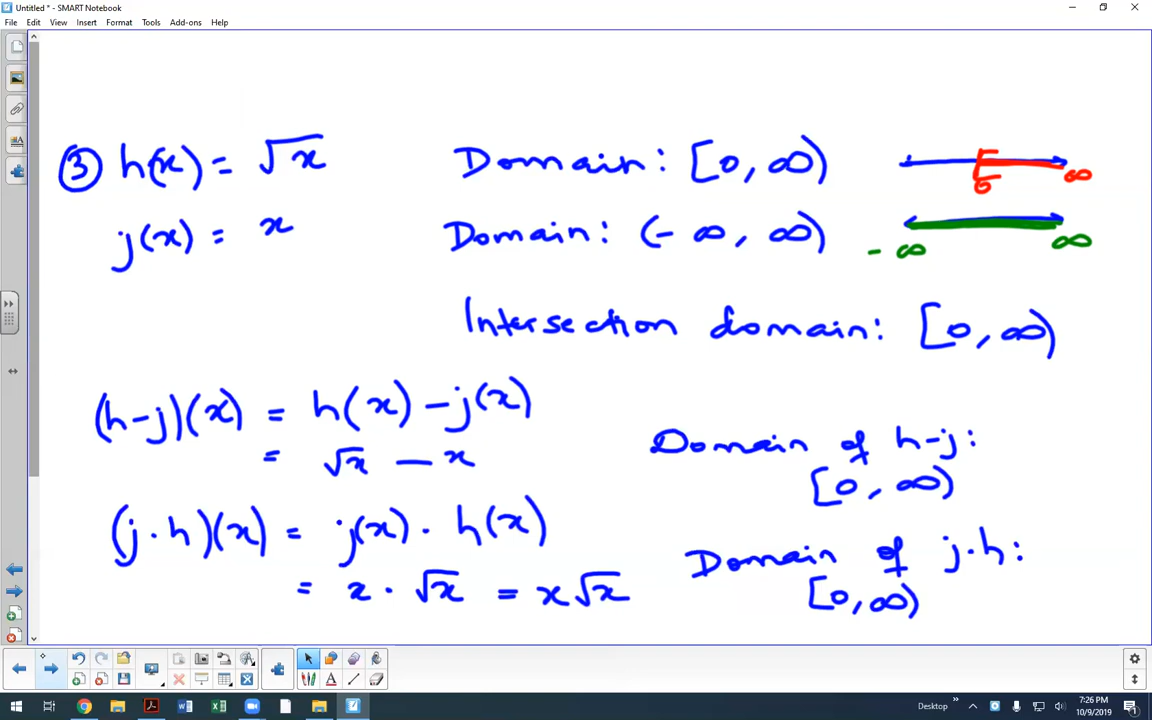 Untitled * - SMART Notebook
File Edit View Insert Format Tools Add-ons Help
③ h(x) = √x Domain: [0, ∞) [ 0 ∞
j(x) = x Domain: (- ∞, ∞) - ∞ ∞
Intersection domain: [0, ∞)
(h-j)(x) = h(x) - j(x)
= √x - x
Domain of h-j:
[0, ∞)
(j·h)(x) = j(x) · h(x)
= x · √x = x√x
Domain of j·h:
[0, ∞)
Desktop »
7:26 PM
10/9/2019